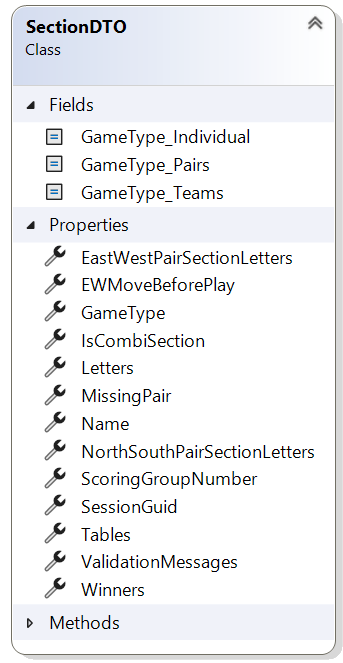 SectionDTO
Class
Fields
GameType_Individual
GameType_Pairs
GameType_Teams
Properties
EastWestPairSectionLetters
EWMoveBeforePlay
GameType
IsCombiSection
Letters
MissingPair
Name
NorthSouthPairSectionLetters
ScoringGroupNumber
SessionGuid
Tables
ValidationMessages
Winners
Methods